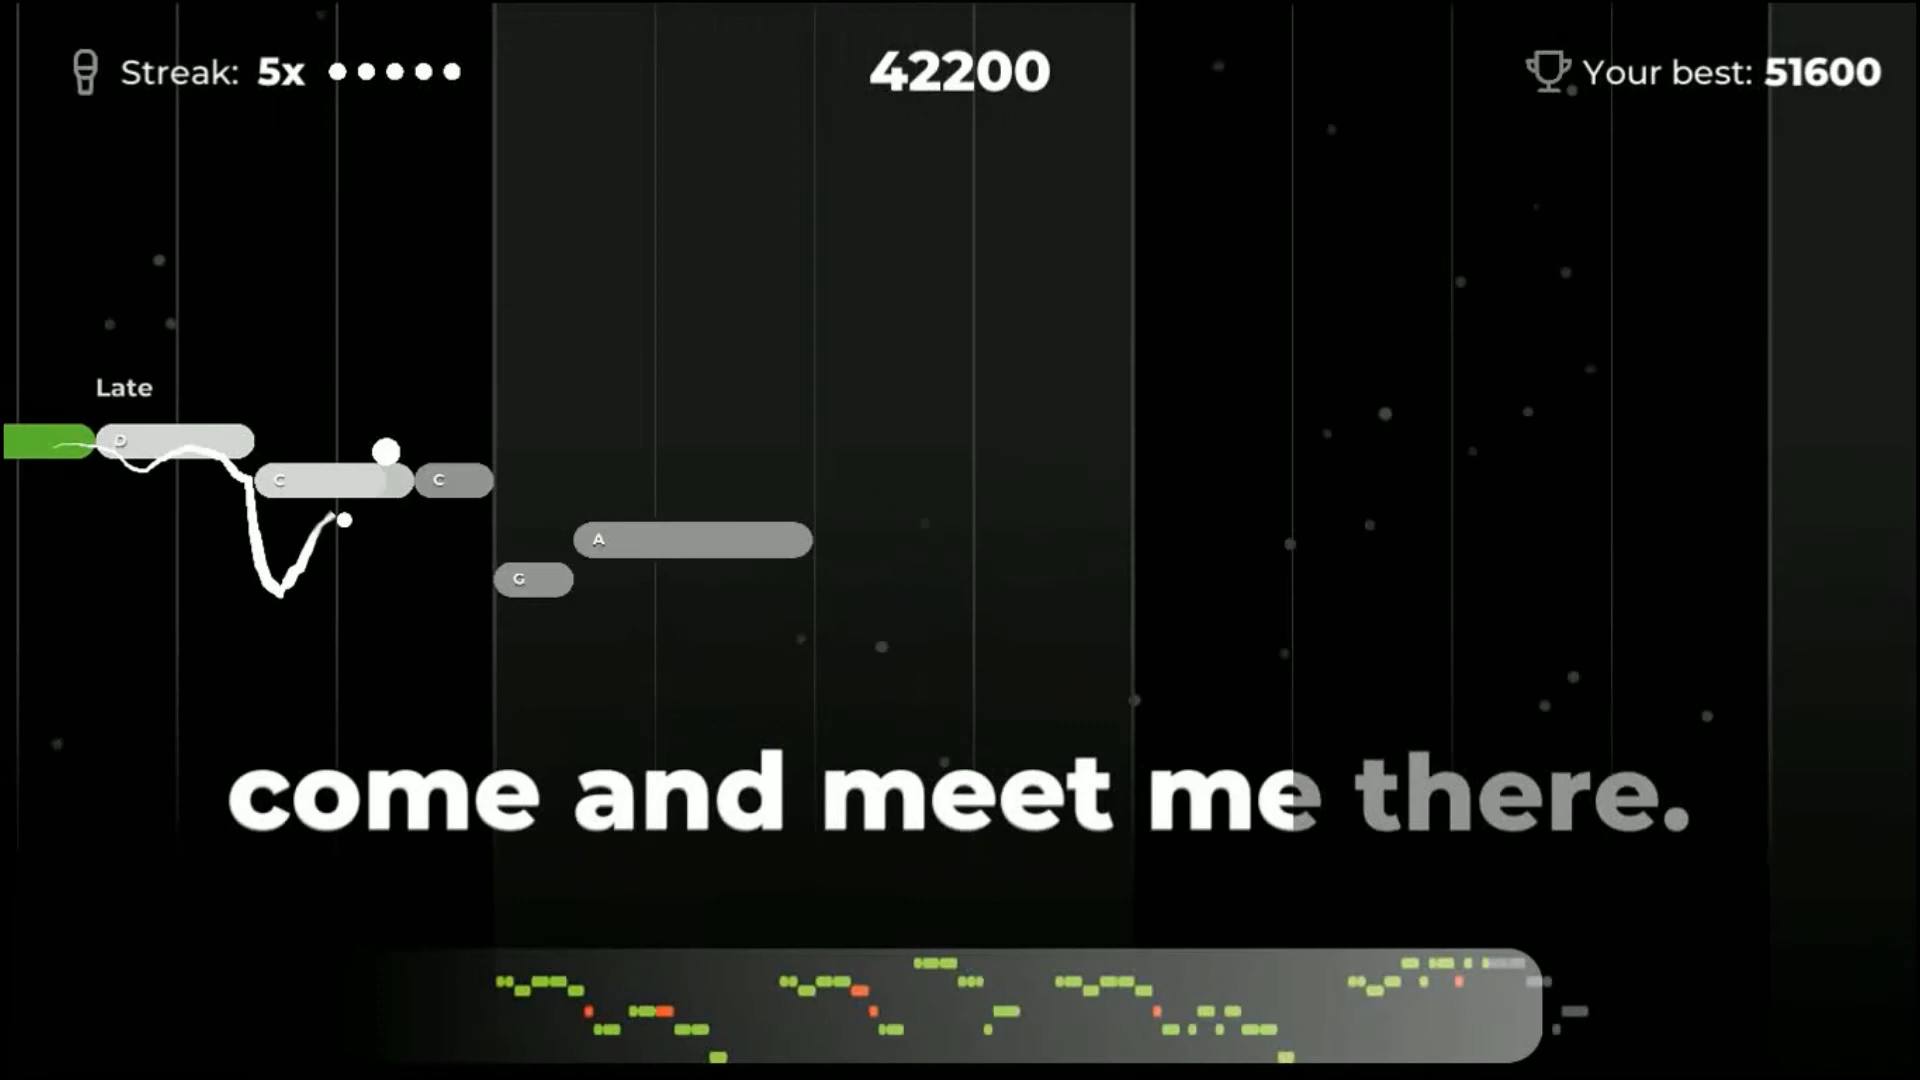 Streak: 5x
42200
Your best: 51600
Late
D
C
C
A
G
come and meet me there.